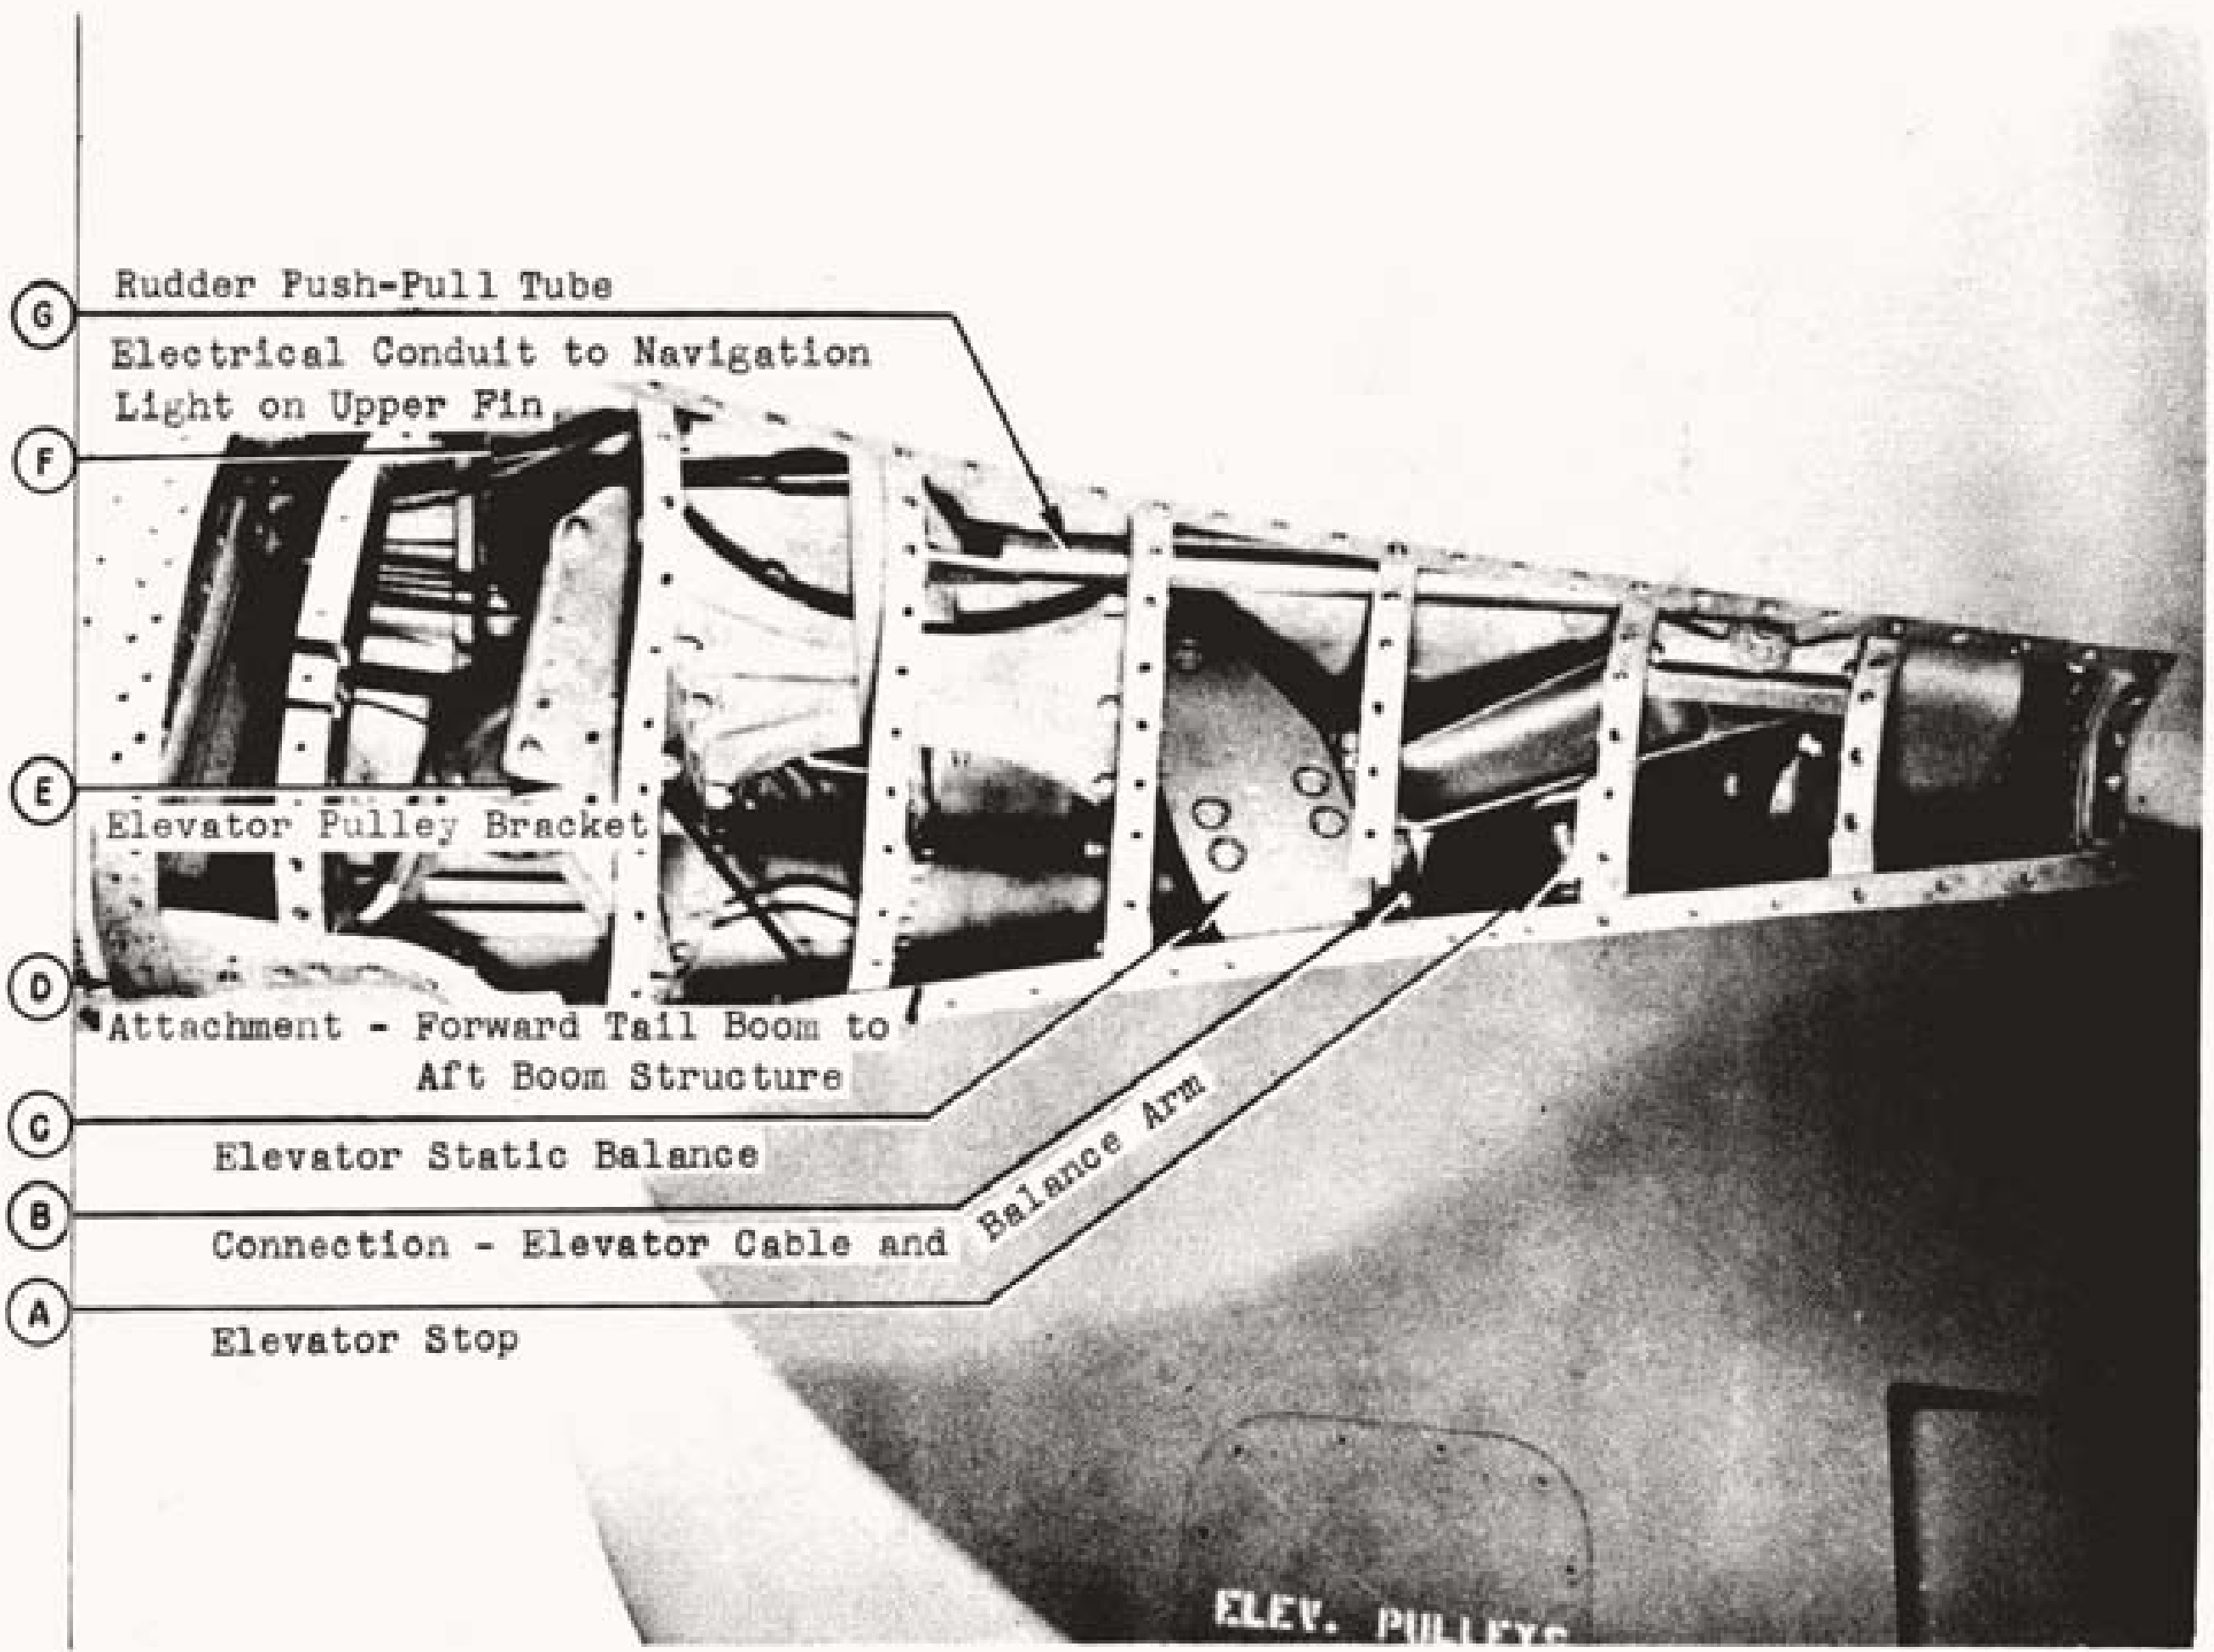 Rudder Push-Pull Tube
G
Electrical Conduit to Navigation
Light on Upper Fin
F
E
Elevator Pulley Bracket
D
Attachment - Forward Tail Boom to
Aft Boom Structure
C
Elevator Static Balance
B
Connection - Elevator Cable and Balance Arm
A
Elevator Stop
ELEV. PULLEYS